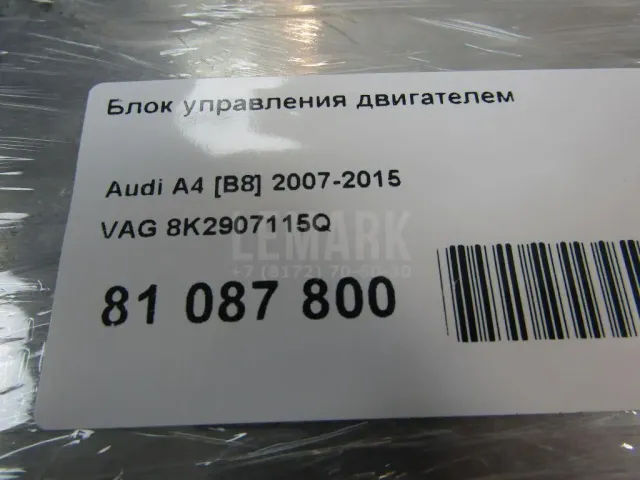 Блок управления двигателем
Audi A4 [B8] 2007-2015
VAG 8K2907115Q
LEMARK
81 087 800